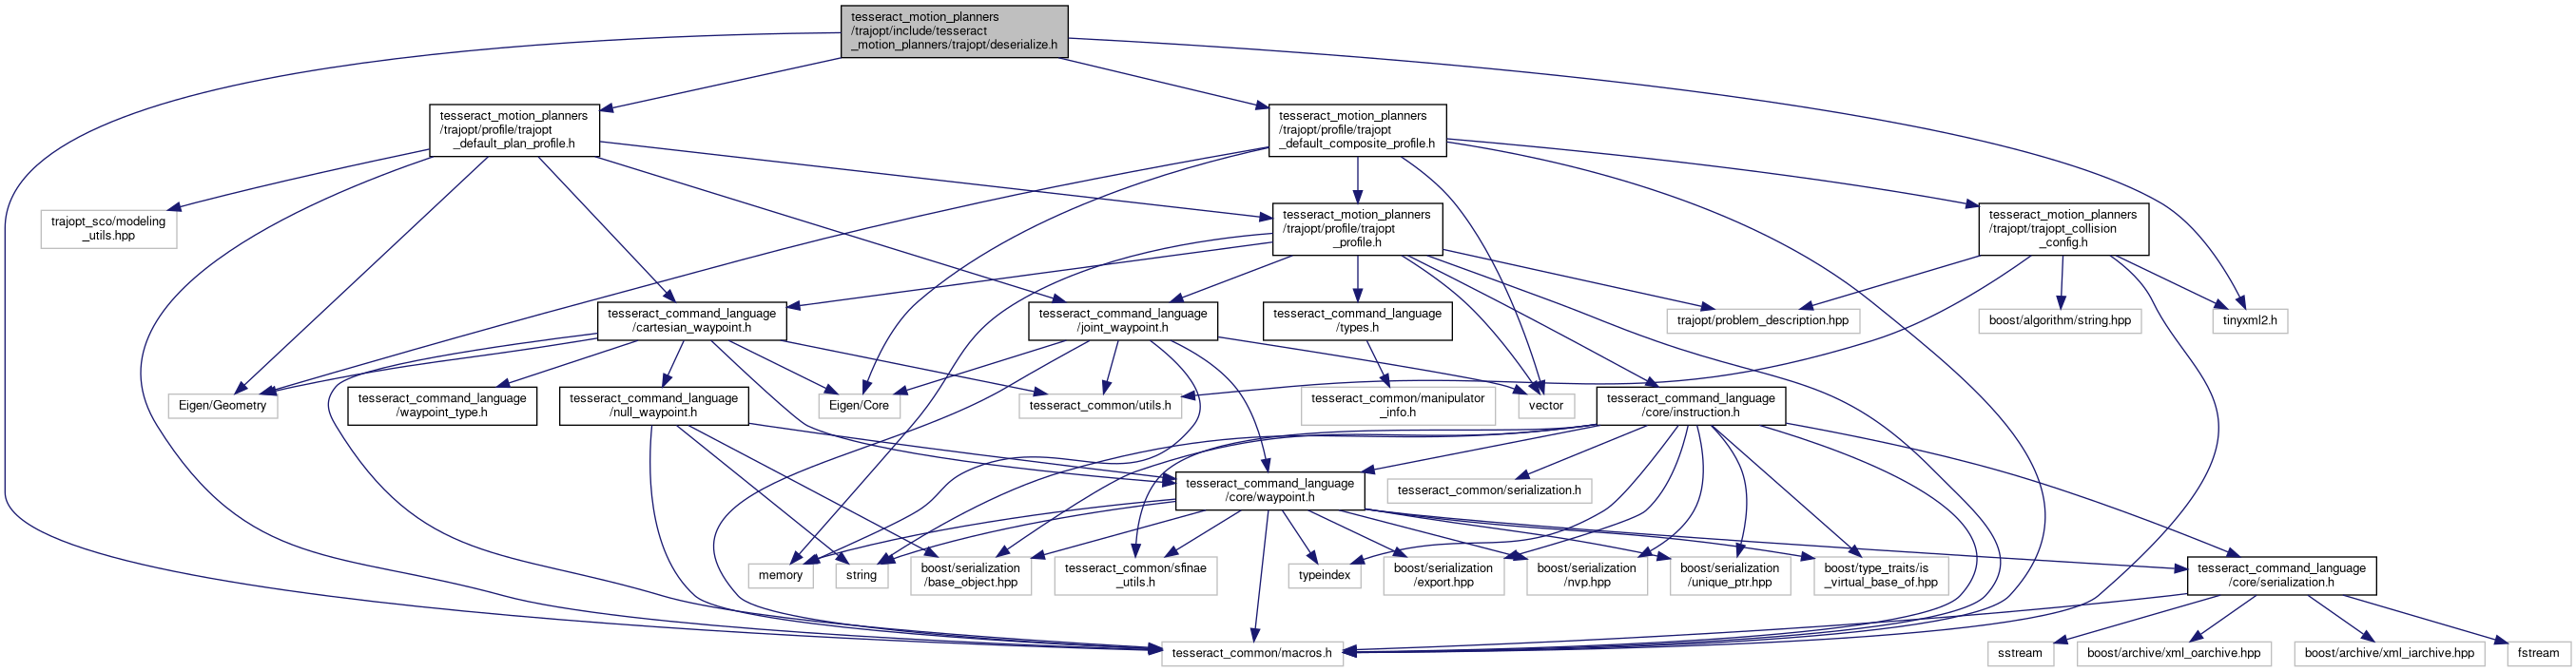 tesseract_motion_planners
/trajopt/include/tesseract
_motion_planners/trajopt/deserialize.h
tesseract_motion_planners
/trajopt/profile/trajopt
_default_plan_profile.h
tesseract_motion_planners
/trajopt/profile/trajopt
_default_composite_profile.h
trajopt_sco/modeling
_utils.hpp
tesseract_motion_planners
/trajopt/profile/trajopt
_profile.h
tesseract_motion_planners
/trajopt/trajopt_collision
_config.h
tesseract_command_language
/cartesian_waypoint.h
tesseract_command_language
/joint_waypoint.h
tesseract_command_language
/types.h
trajopt/problem_description.hpp
boost/algorithm/string.hpp
tinyxml2.h
Eigen/Geometry
tesseract_command_language
/waypoint_type.h
tesseract_command_language
/null_waypoint.h
Eigen/Core
tesseract_common/utils.h
tesseract_common/manipulator
_info.h
vector
tesseract_command_language
/core/instruction.h
tesseract_command_language
/core/waypoint.h
tesseract_common/serialization.h
memory
string
boost/serialization
/base_object.hpp
tesseract_common/sfinae
_utils.h
typeindex
boost/serialization
/export.hpp
boost/serialization
/nvp.hpp
boost/serialization
/unique_ptr.hpp
boost/type_traits/is
_virtual_base_of.hpp
tesseract_command_language
/core/serialization.h
tesseract_common/macros.h
sstream
boost/archive/xml_oarchive.hpp
boost/archive/xml_iarchive.hpp
fstream